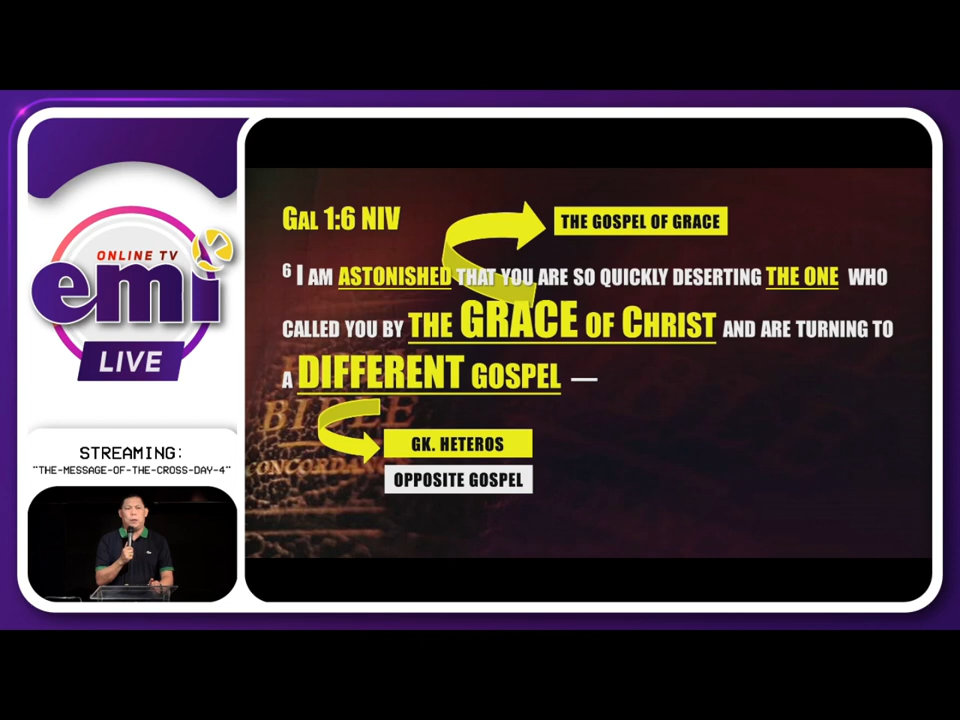 ONLINE TV
emi
LIVE
STREAMING:
"THE-MESSAGE-OF-THE-CROSS-DAY-4"
GAL 1:6 NIV
THE GOSPEL OF GRACE
6 I AM ASTONISHED THAT YOU ARE SO QUICKLY DESERTING THE ONE WHO
CALLED YOU BY THE GRACE OF CHRIST AND ARE TURNING TO
A DIFFERENT GOSPEL —
BIBLE
CONCORDANCE
GK. HETEROS
OPPOSITE GOSPEL